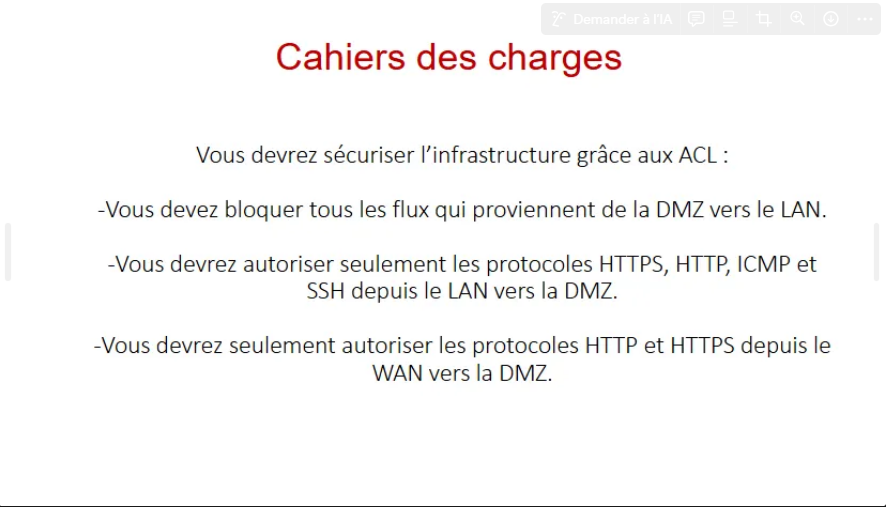 Demander à l'IA
Cahiers des charges
Vous devrez sécuriser l’infrastructure grâce aux ACL :
-Vous devez bloquer tous les flux qui proviennent de la DMZ vers le LAN.
-Vous devrez autoriser seulement les protocoles HTTPS, HTTP, ICMP et
SSH depuis le LAN vers la DMZ.
-Vous devrez seulement autoriser les protocoles HTTP et HTTPS depuis le
WAN vers la DMZ.